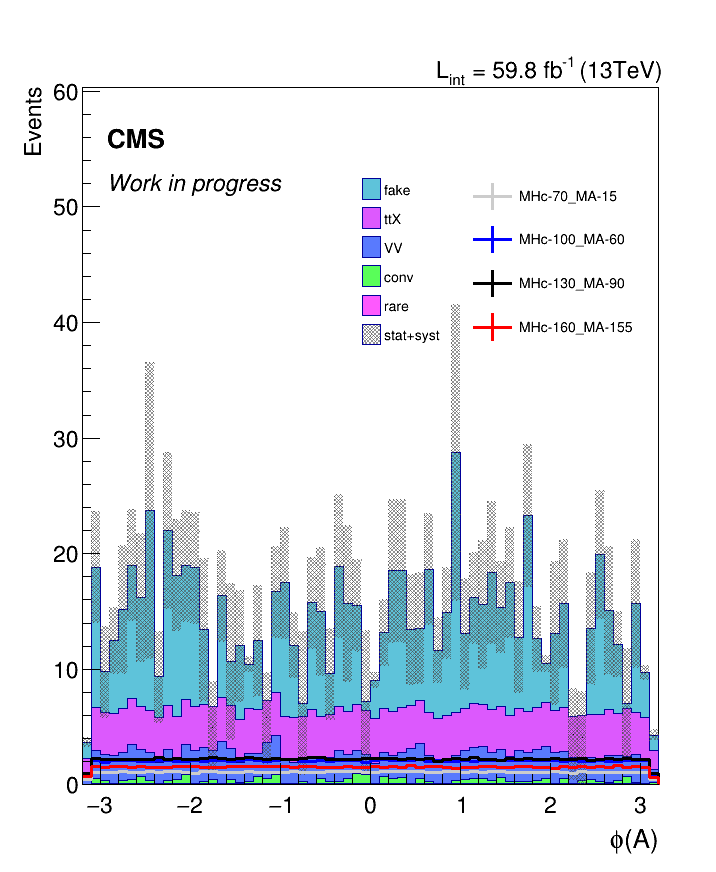 L_int = 59.8 fb^-1 (13TeV)
Events
60
50
40
30
20
10
0
CMS
Work in progress
fake
ttX
VV
conv
rare
stat+syst
MHc-70_MA-15
MHc-100_MA-60
MHc-130_MA-90
MHc-160_MA-155
−3 −2 −1 0 1 2 3
ϕ(A)